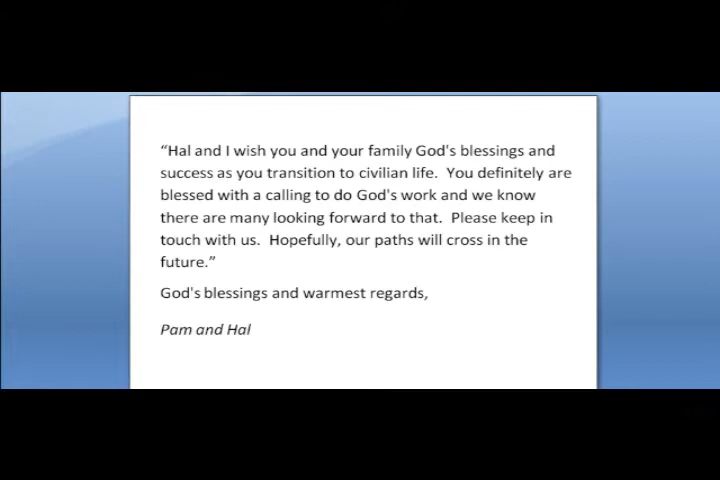 “Hal and I wish you and your family God's blessings and
success as you transition to civilian life.  You definitely are
blessed with a calling to do God's work and we know
there are many looking forward to that.  Please keep in
touch with us.  Hopefully, our paths will cross in the
future.”
God's blessings and warmest regards,
Pam and Hal